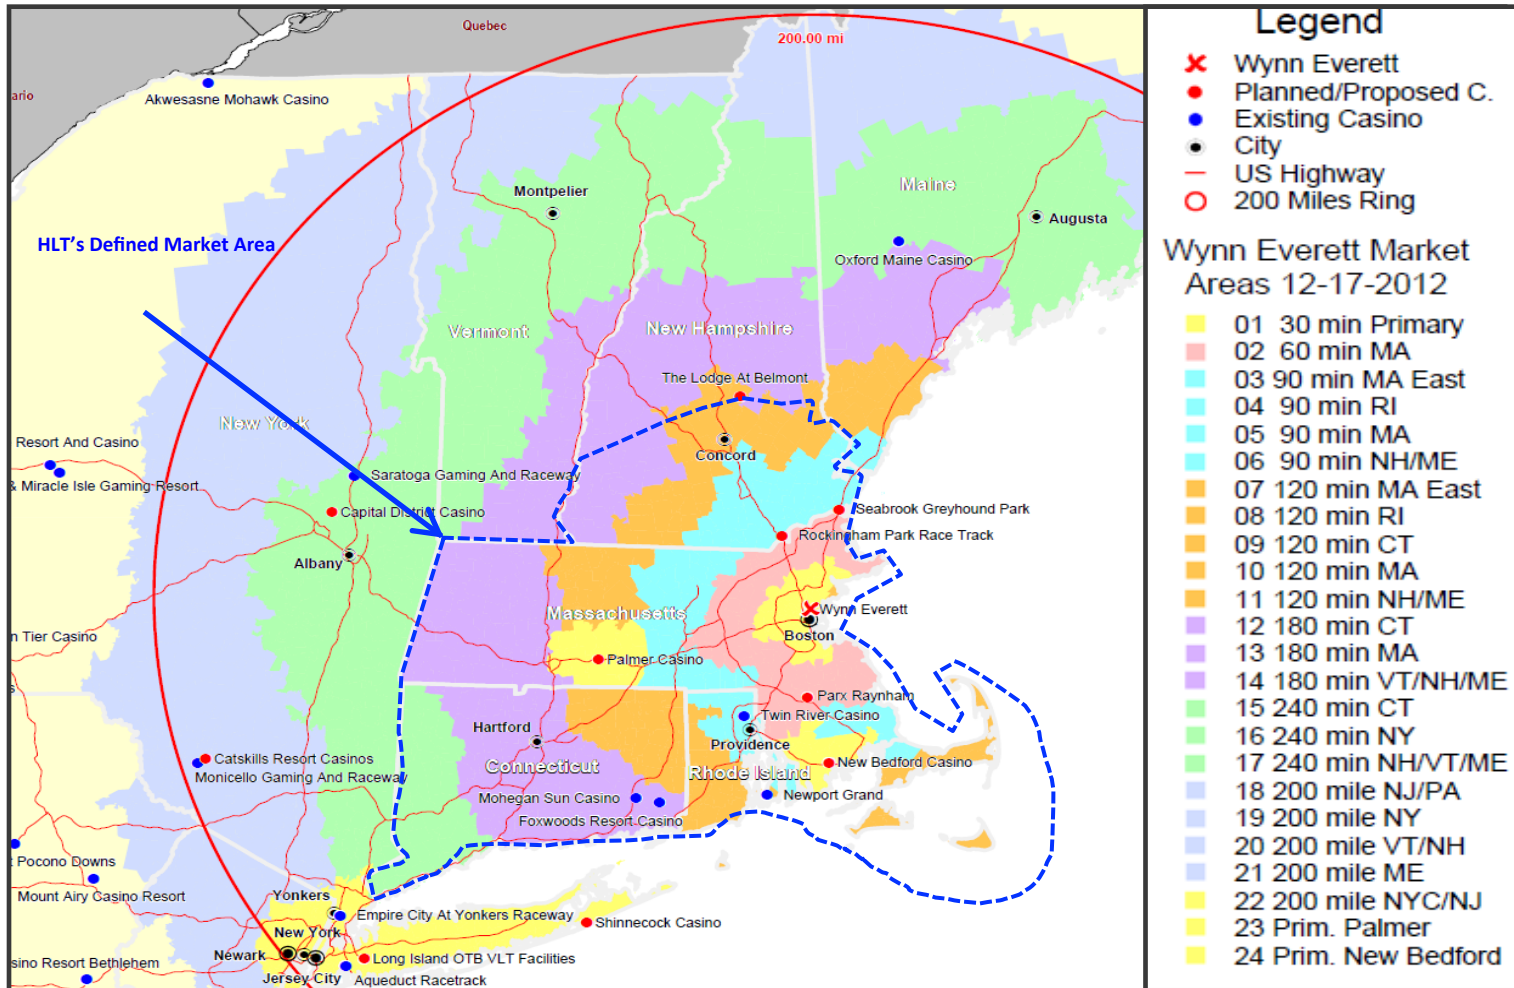 Quebec
200.00 mi
ario
Akwesasne Mohawk Casino
Maine
Montpelier
Augusta
HLT's Defined Market Area
Oxford Maine Casino
Vermont
New Hampshire
The Lodge At Belmont
New York
Resort And Casino
Concord
Saratoga Gaming And Raceway
& Miracle Isle Gaming Resort
Capital District Casino
Seabrook Greyhound Park
Rockingham Park Race Track
Albany
Massachusetts
Wynn Everett
n Tier Casino
Boston
Palmer Casino
Parx Raynham
Twin River Casino
Hartford
Providence
Catskills Resort Casinos
New Bedford Casino
Connecticut
Rhode Island
Monicello Gaming And Raceway
Mohegan Sun Casino
Newport Grand
Foxwoods Resort Casino
t Pocono Downs
Mount Airy Casino Resort
Yonkers
Empire City At Yonkers Raceway
Shinnecock Casino
New York
Newark
Long Island OTB VLT Facilities
sino Resort Bethlehem
Jersey City
Aqueduct Racetrack
Legend
Wynn Everett
Planned/Proposed C.
Existing Casino
City
US Highway
200 Miles Ring
Wynn Everett Market
Areas 12-17-2012
01 30 min Primary
02 60 min MA
03 90 min MA East
04 90 min RI
05 90 min MA
06 90 min NH/ME
07 120 min MA East
08 120 min RI
09 120 min CT
10 120 min MA
11 120 min NH/ME
12 180 min CT
13 180 min MA
14 180 min VT/NH/ME
15 240 min CT
16 240 min NY
17 240 min NH/VT/ME
18 200 mile NJ/PA
19 200 mile NY
20 200 mile VT/NH
21 200 mile ME
22 200 mile NYC/NJ
23 Prim. Palmer
24 Prim. New Bedford